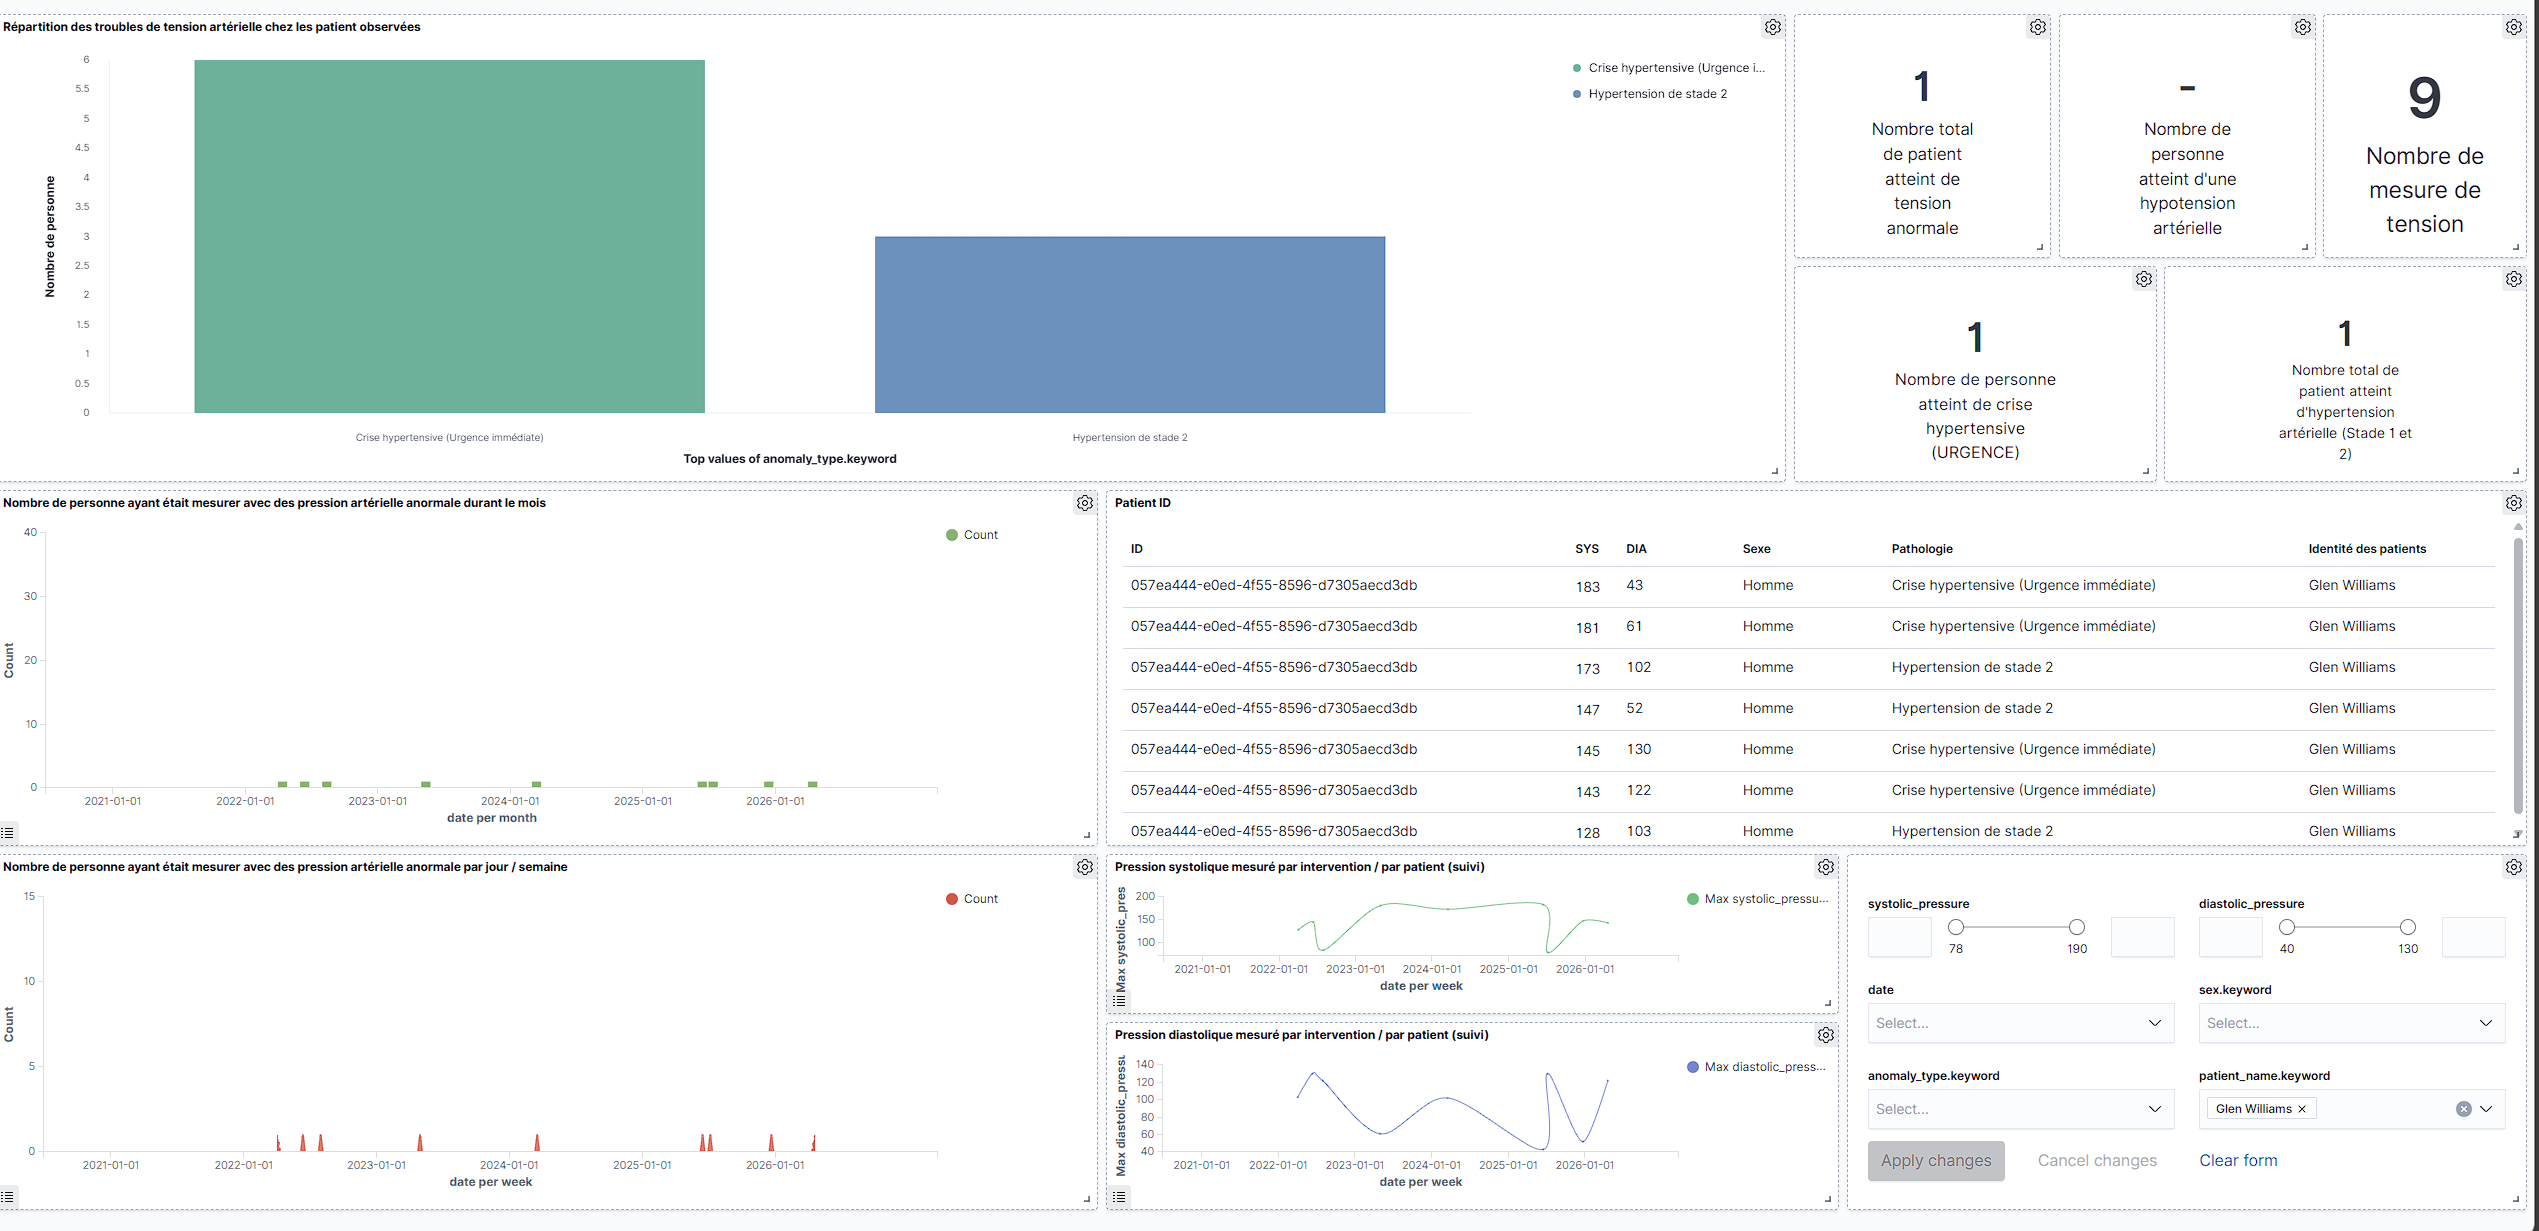 Répartition des troubles de tension artérielle chez les patient observées
Nombre de personne
6
5.5
5
4.5
4
3.5
3
2.5
2
1.5
1
0.5
0
Crise hypertensive (Urgence immédiate)
Hypertension de stade 2
Top values of anomaly_type.keyword
Crise hypertensive (Urgence i...
Hypertension de stade 2
1
Nombre total
de patient
atteint de
tension
anormale
-
Nombre de
personne
atteint d'une
hypotension
artérielle
9
Nombre de
mesure de
tension
1
Nombre de personne
atteint de crise
hypertensive
(URGENCE)
1
Nombre total de
patient atteint
d'hypertension
artérielle (Stade 1 et
2)
Nombre de personne ayant était mesurer avec des pression artérielle anormale durant le mois
Count
40
30
20
10
0
2021-01-01 2022-01-01 2023-01-01 2024-01-01 2025-01-01 2026-01-01
date per month
Count
Patient ID
ID SYS DIA Sexe Pathologie Identité des patients
057ea444-e0ed-4f55-8596-d7305aecd3db 183 43 Homme Crise hypertensive (Urgence immédiate) Glen Williams
057ea444-e0ed-4f55-8596-d7305aecd3db 181 61 Homme Crise hypertensive (Urgence immédiate) Glen Williams
057ea444-e0ed-4f55-8596-d7305aecd3db 173 102 Homme Hypertension de stade 2 Glen Williams
057ea444-e0ed-4f55-8596-d7305aecd3db 147 52 Homme Hypertension de stade 2 Glen Williams
057ea444-e0ed-4f55-8596-d7305aecd3db 145 130 Homme Crise hypertensive (Urgence immédiate) Glen Williams
057ea444-e0ed-4f55-8596-d7305aecd3db 143 122 Homme Crise hypertensive (Urgence immédiate) Glen Williams
057ea444-e0ed-4f55-8596-d7305aecd3db 128 103 Homme Hypertension de stade 2 Glen Williams
Nombre de personne ayant était mesurer avec des pression artérielle anormale par jour / semaine
Count
15
10
5
0
2021-01-01 2022-01-01 2023-01-01 2024-01-01 2025-01-01 2026-01-01
date per week
Count
Pression systolique mesuré par intervention / par patient (suivi)
Max systolic_pres
200
150
100
2021-01-01 2022-01-01 2023-01-01 2024-01-01 2025-01-01 2026-01-01
date per week
Max systolic_pressu...
Pression diastolique mesuré par intervention / par patient (suivi)
Max diastolic_pressu
140
120
100
80
60
40
2021-01-01 2022-01-01 2023-01-01 2024-01-01 2025-01-01 2026-01-01
date per week
Max diastolic_press...
systolic_pressure
78 190
diastolic_pressure
40 130
date
Select...
sex.keyword
Select...
anomaly_type.keyword
Select...
patient_name.keyword
Glen Williams ×
Apply changes Cancel changes Clear form